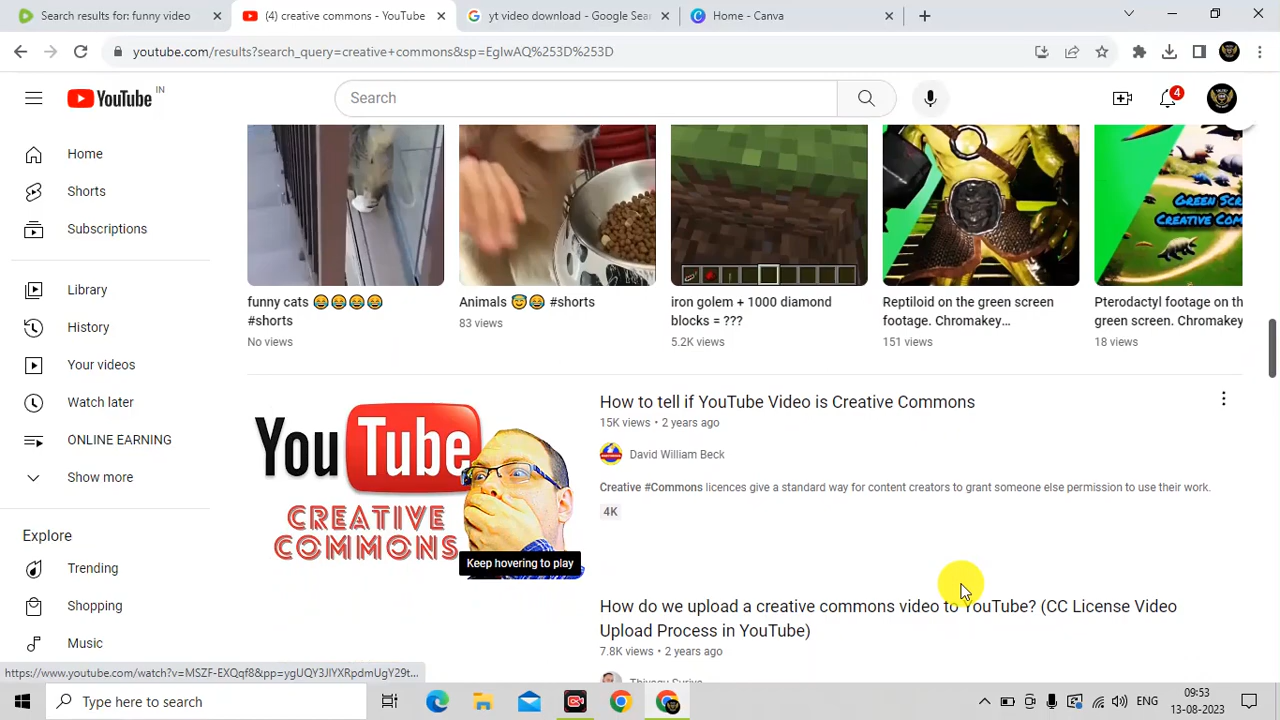 Search results for funny video
(4) creative commons - YouTube
yt video download - Google Sear
Home - Canva
youtube.com/results?search_query=creative+commons&sp=EgIwAQ%253D%253D
YouTube IN
Search
4
Home
Shorts
Subscriptions
Library
History
Your videos
Watch later
ONLINE EARNING
Show more
Explore
Trending
Shopping
Music
GREEN SCR
CREATIVE COM
funny cats 😂😂😂😂
#shorts
No views
Animals 😇😂 #shorts
83 views
iron golem + 1000 diamond
blocks = ???
5.2K views
Reptiloid on the green screen
footage. Chromakey...
151 views
Pterodactyl footage on th
green screen. Chromakey
18 views
YouTube
CREATIVE
COMMONS
Keep hovering to play
How to tell if YouTube Video is Creative Commons
15K views • 2 years ago
David William Beck
Creative #Commons licences give a standard way for content creators to grant someone else permission to use their work.
4K
How do we upload a creative commons video to YouTube? (CC License Video
Upload Process in YouTube)
7.8K views • 2 years ago
https://www.youtube.com/watch?v=MSZF-EXQqf8&pp=ygUQY3JlYXRpdmUgY29t...
Type here to search
ENG
09:53
13-08-2023